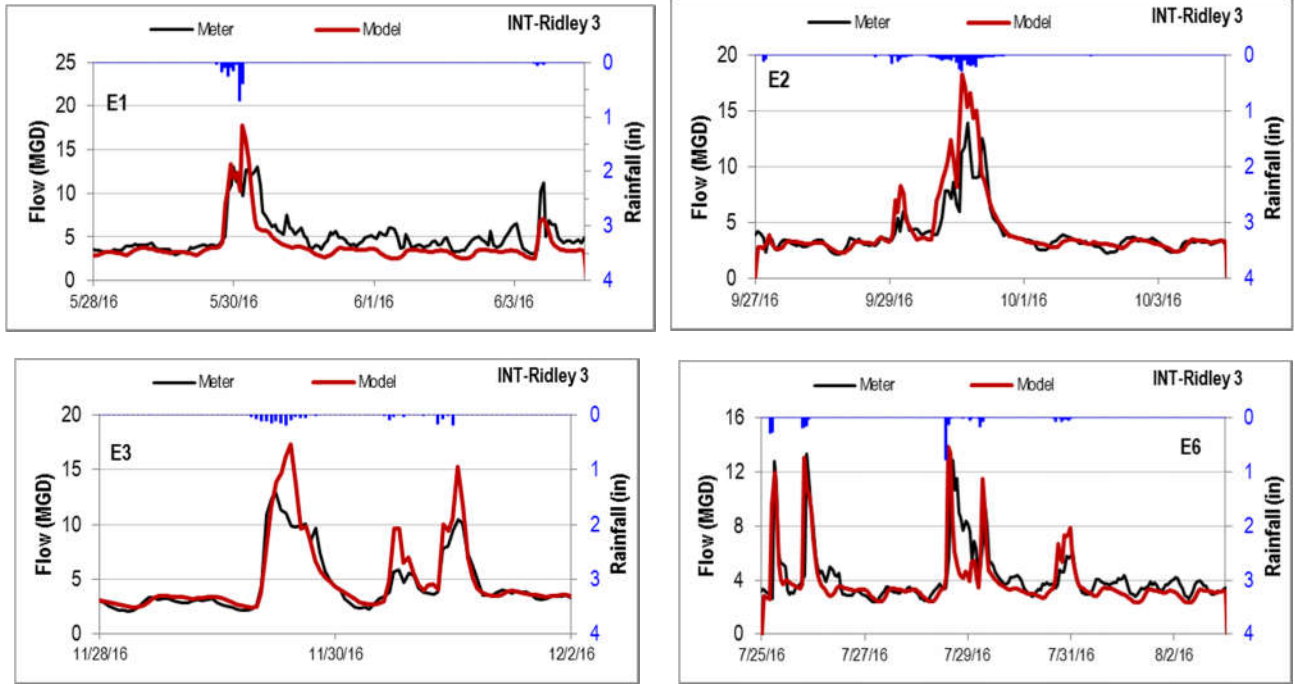 Meter Model INT-Ridley 3
25 0
20 1
E1
15
Flow (MGD) Rainfall (in)
2
10
3
5
0 4
5/28/16 5/30/16 6/1/16 6/3/16
Meter Model INT-Ridley 3
20 0
E2
15 1
Flow (MGD) Rainfall (in)
10 2
5 3
0 4
9/27/16 9/29/16 10/1/16 10/3/16
Meter Model INT-Ridley 3
20 0
E3
15 1
Flow (MGD) Rainfall (in)
10 2
5 3
0 4
11/28/16 11/30/16 12/2/16
Meter Model INT-Ridley 3
16 0
E6
12 1
Flow (MGD) Rainfall (in)
8 2
4 3
0 4
7/25/16 7/27/16 7/29/16 7/31/16 8/2/16